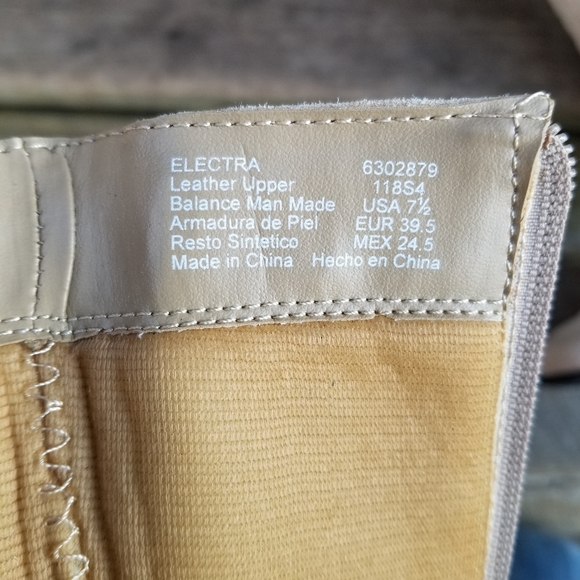 ELECTRA 6302879
Leather Upper 118S4
Balance Man Made USA 7½
Armadura de Piel EUR 39.5
Resto Sintetico MEX 24.5
Made in China Hecho en China